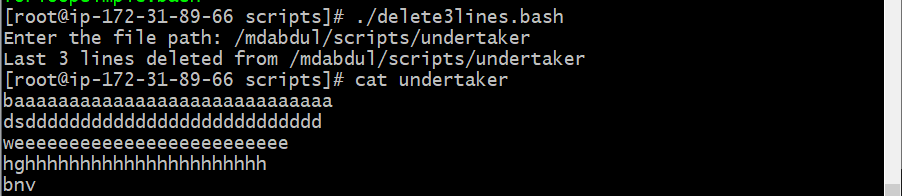 [root@ip-172-31-89-66 scripts]# ./delete3lines.bash
Enter the file path: /mdabdul/scripts/undertaker
Last 3 lines deleted from /mdabdul/scripts/undertaker
[root@ip-172-31-89-66 scripts]# cat undertaker
baaaaaaaaaaaaaaaaaaaaaaaaaaaaa
dsddddddddddddddddddddddddddd
weeeeeeeeeeeeeeeeeeeeeeeee
hghhhhhhhhhhhhhhhhhhhhhh
bnv